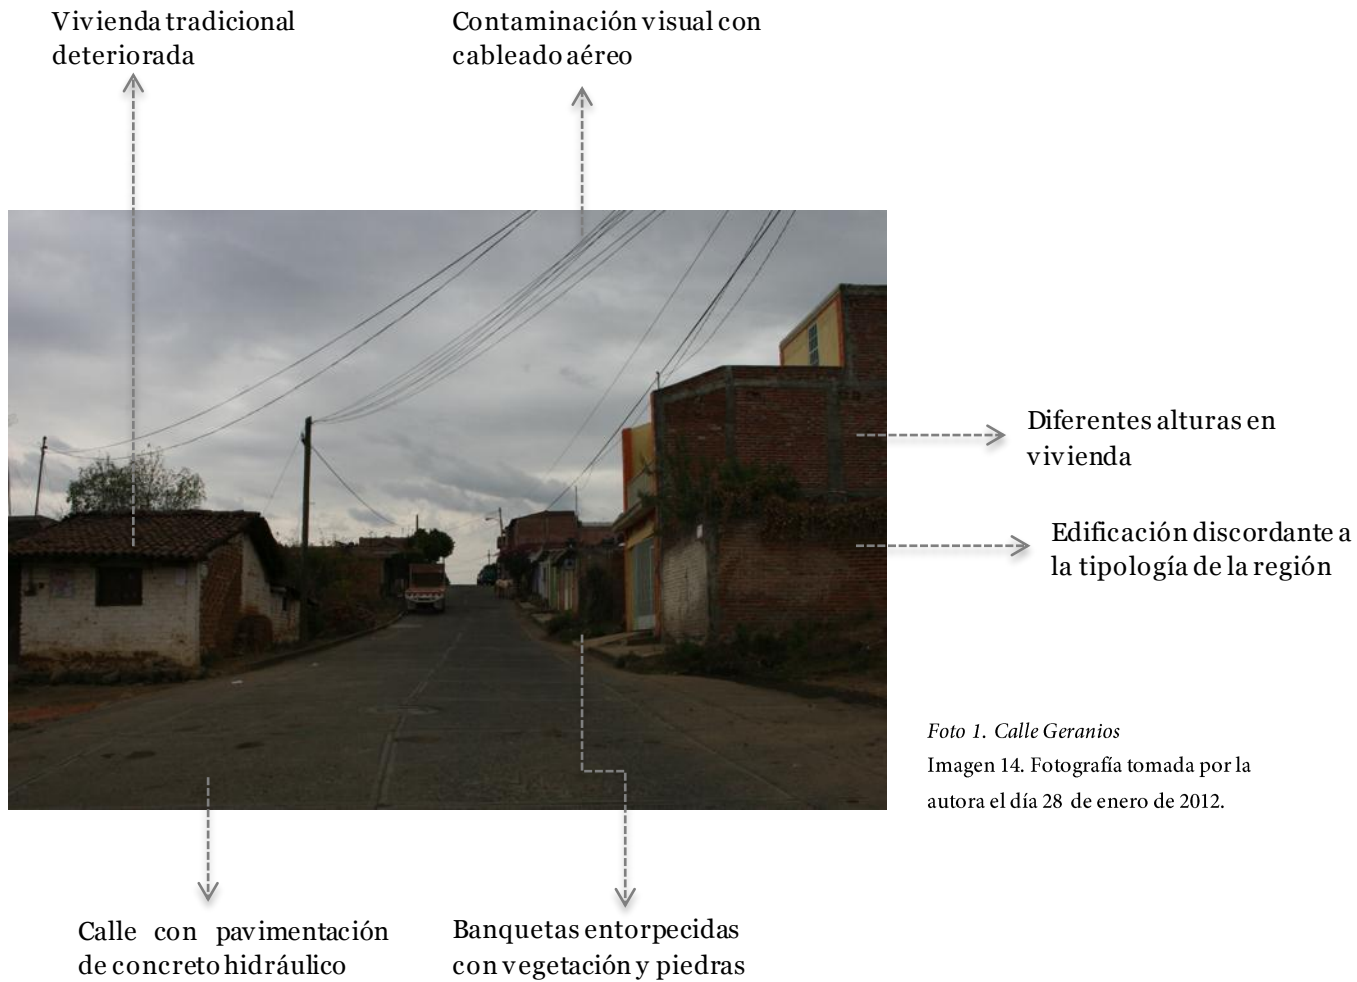 Vivienda tradicional
deteriorada
Contaminación visual con
cableado aéreo
Diferentes alturas en
vivienda
Edificación discordante a
la tipología de la región
Foto 1. Calle Geranios
Imagen 14. Fotografía tomada por la
autora el día 28 de enero de 2012.
Calle con pavimentación
de concreto hidráulico
Banquetas entorpecidas
con vegetación y piedras